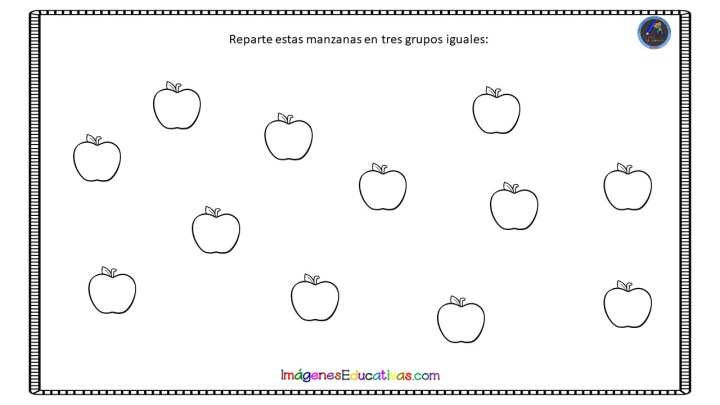 Reparte estas manzanas en tres grupos iguales:
ImágenesEducativas.com